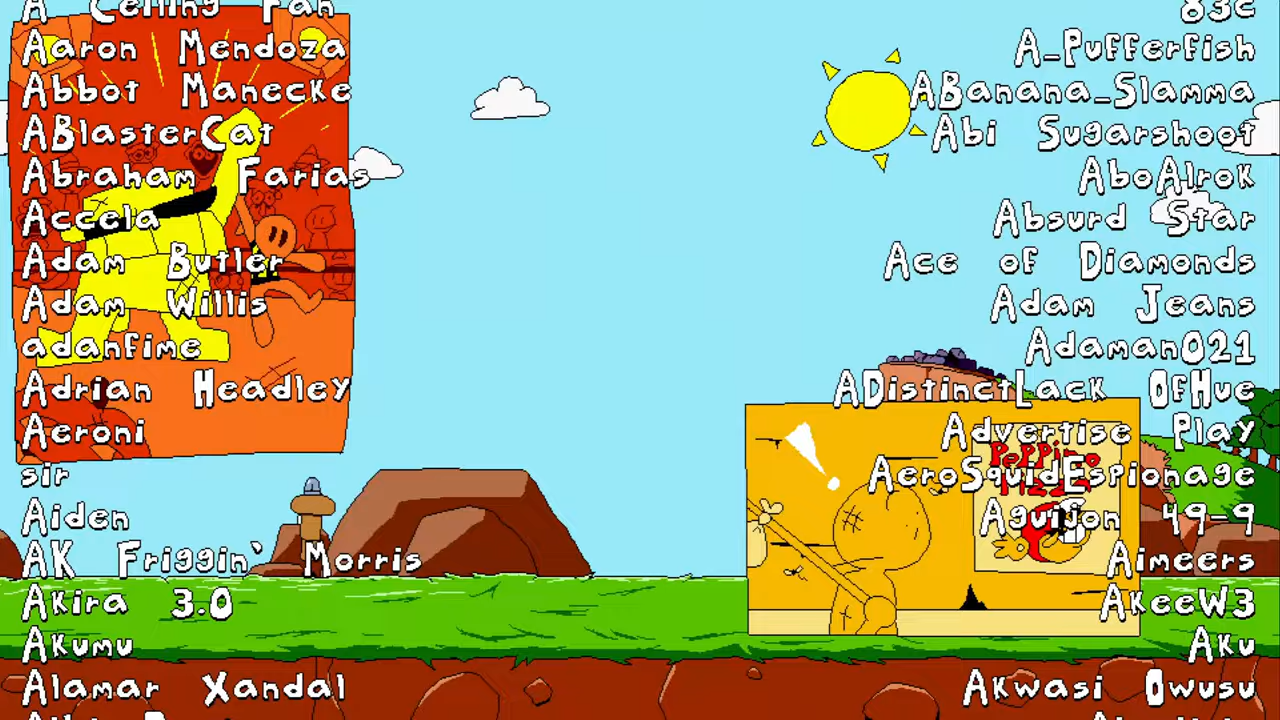 A Ceiling Fan
83c
Aaron Mendoza
A_Pufferfish
Abbot Manecke
ABanana_Slamma
ABlasterCat
Abi Sugarshoot
Abraham Farias
AboAlrok
Accela
Absurd Star
Adam Butler
Ace of Diamonds
Adam Willis
Adam Jeans
adanfime
Adaman021
Adrian Headley
ADistinctLack OfHue
Aeroni
Advertise Play
Peppino
sir
AeroSquidEspionage
Aiden
Aguijon 49-9
AK Friggin' Morris
Aimeers
Akira 3.0
AkeeW3
Akumu
Aku
Alamar Xandal
Akwasi Owusu